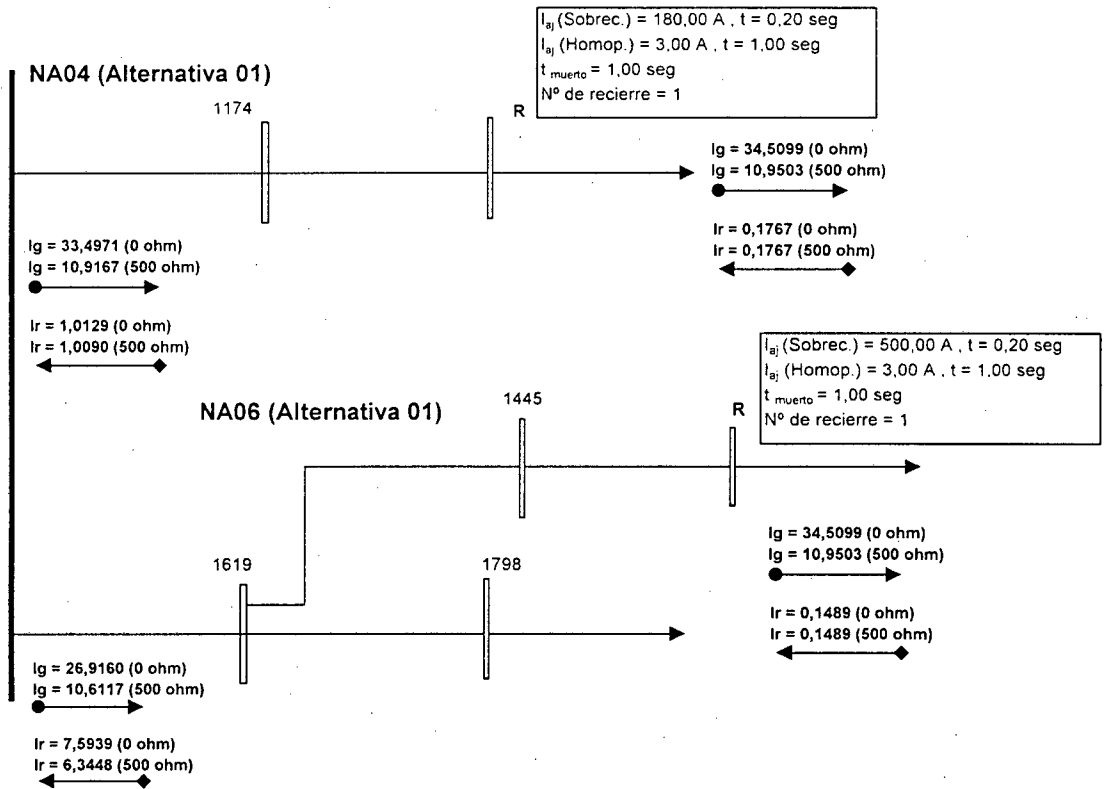 I aj (Sobrec.) = 180,00 A , t = 0,20 seg
I aj (Homop.) = 3,00 A , t = 1,00 seg
t muerto = 1,00 seg
Nº de recierre = 1
NA04 (Alternativa 01)
1174
R
Ig = 34,5099 (0 ohm)
Ig = 10,9503 (500 ohm)
Ir = 0,1767 (0 ohm)
Ir = 0,1767 (500 ohm)
Ig = 33,4971 (0 ohm)
Ig = 10,9167 (500 ohm)
Ir = 1,0129 (0 ohm)
Ir = 1,0090 (500 ohm)
I aj (Sobrec.) = 500,00 A , t = 0,20 seg
I aj (Homop.) = 3,00 A , t = 1,00 seg
t muerto = 1,00 seg
Nº de recierre = 1
NA06 (Alternativa 01)
1445
R
1619
1798
Ig = 34,5099 (0 ohm)
Ig = 10,9503 (500 ohm)
Ir = 0,1489 (0 ohm)
Ir = 0,1489 (500 ohm)
Ig = 26,9160 (0 ohm)
Ig = 10,6117 (500 ohm)
Ir = 7,5939 (0 ohm)
Ir = 6,3448 (500 ohm)